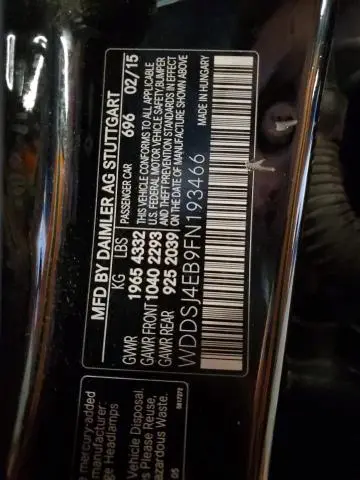 MFD BY DAIMLER AG STUTTGART
PASSENGER CAR 696 02/15
KG LBS
GVWR 1965 4332
GAWR FRONT 1040 2293
GAWR REAR 925 2039
THIS VEHICLE CONFORMS TO ALL APPLICABLE
U.S. FEDERAL MOTOR VEHICLE SAFETY,BUMPER
AND THEFT PREVENTION STANDARDS IN EFFECT
ON THE DATE OF MANUFACTURE SHOWN ABOVE
WDDSJ4EB9FN193466
MADE IN HUNGARY
mercury-added
manufacturer:
Headlamps
Vehicle Disposal.
Please Reuse,
azardous Waste.
05